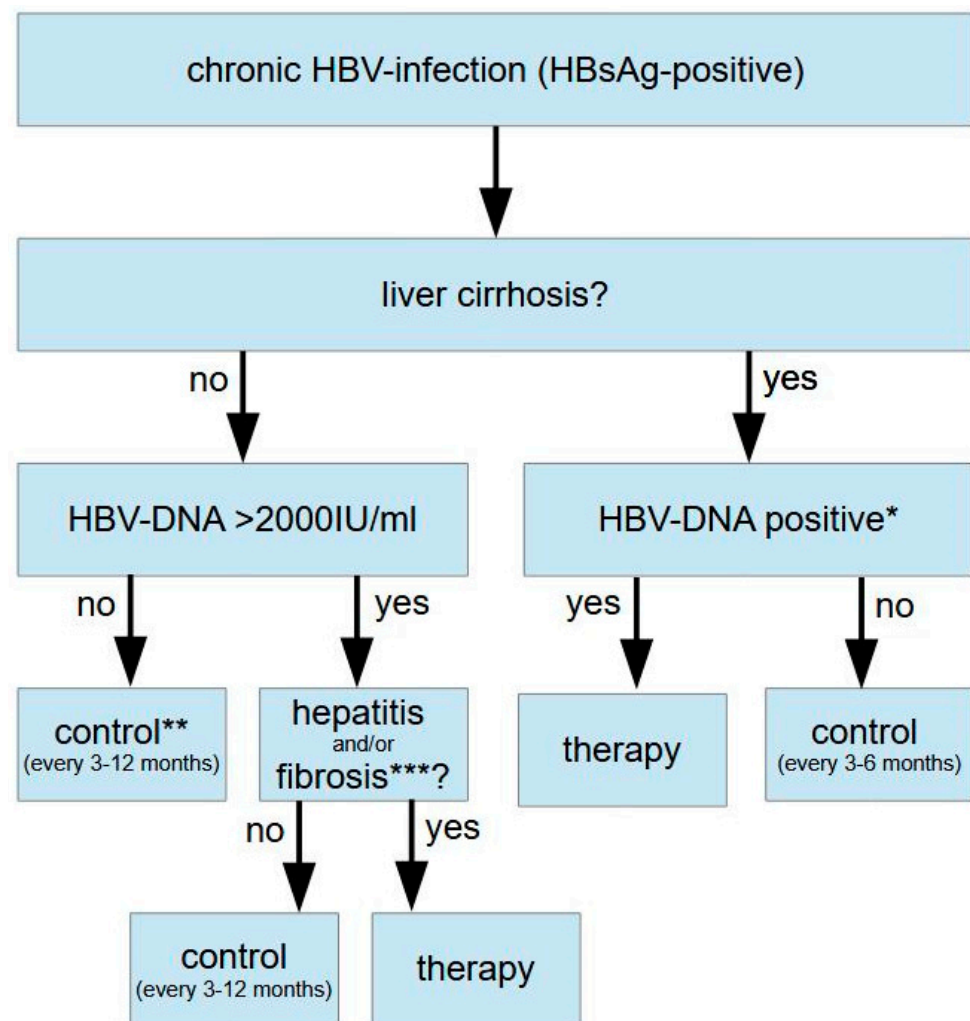 chronic HBV-infection (HBsAg-positive)
liver cirrhosis?
no
yes
HBV-DNA >2000IU/ml
HBV-DNA positive*
no
yes
yes
no
control**
(every 3-12 months)
hepatitis
and/or
fibrosis***?
therapy
control
(every 3-6 months)
no
yes
control
(every 3-12 months)
therapy